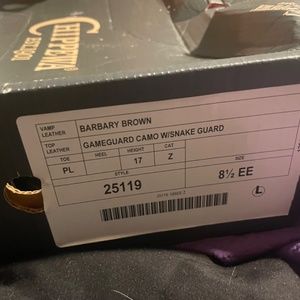 CHIPPEWA
VAMP LEATHER BARBARY BROWN
TOP LEATHER GAMEGUARD CAMO W/SNAKE GUARD
TOE HEEL HEIGHT CAT SIZE
PL 17 Z 8½ EE
STYLE
25119
L